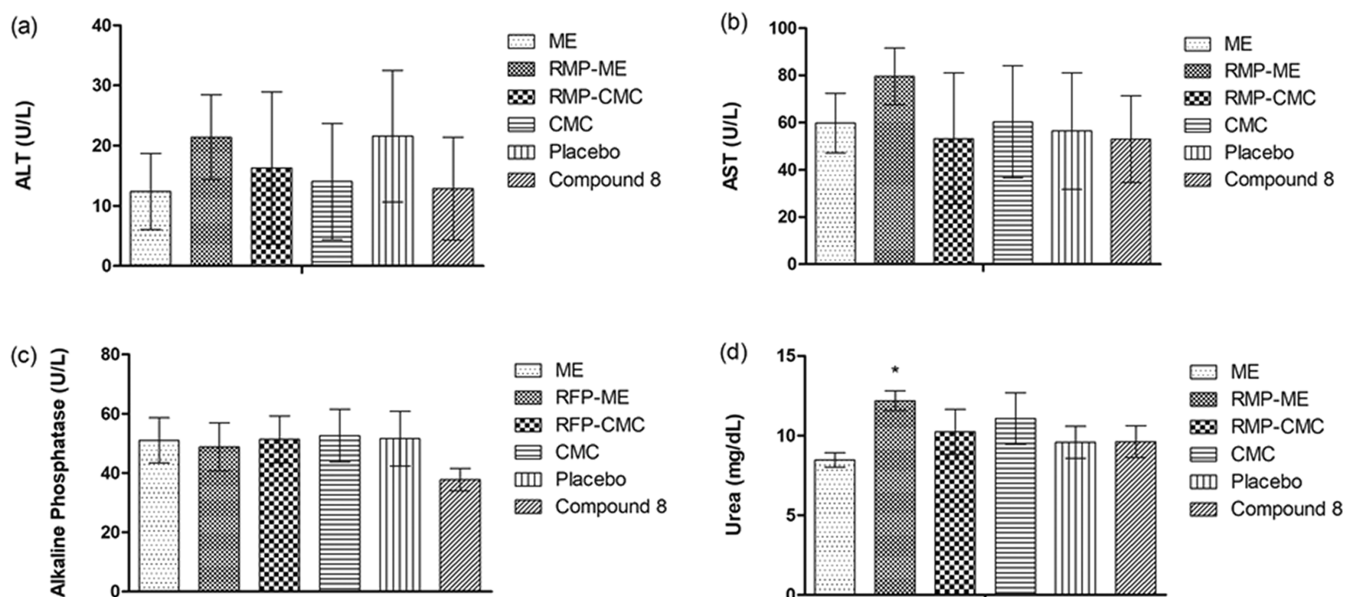 (a)
ALT (U/L)
40
30
20
10
0
ME
RMP-ME
RMP-CMC
CMC
Placebo
Compound 8
(b)
AST (U/L)
100
80
60
40
20
0
ME
RMP-ME
RMP-CMC
CMC
Placebo
Compound 8
(c)
Alkaline Phosphatase (U/L)
80
60
40
20
0
ME
RFP-ME
RFP-CMC
CMC
Placebo
Compound 8
(d)
Urea (mg/dL)
15
10
5
0
*
ME
RMP-ME
RMP-CMC
CMC
Placebo
Compound 8